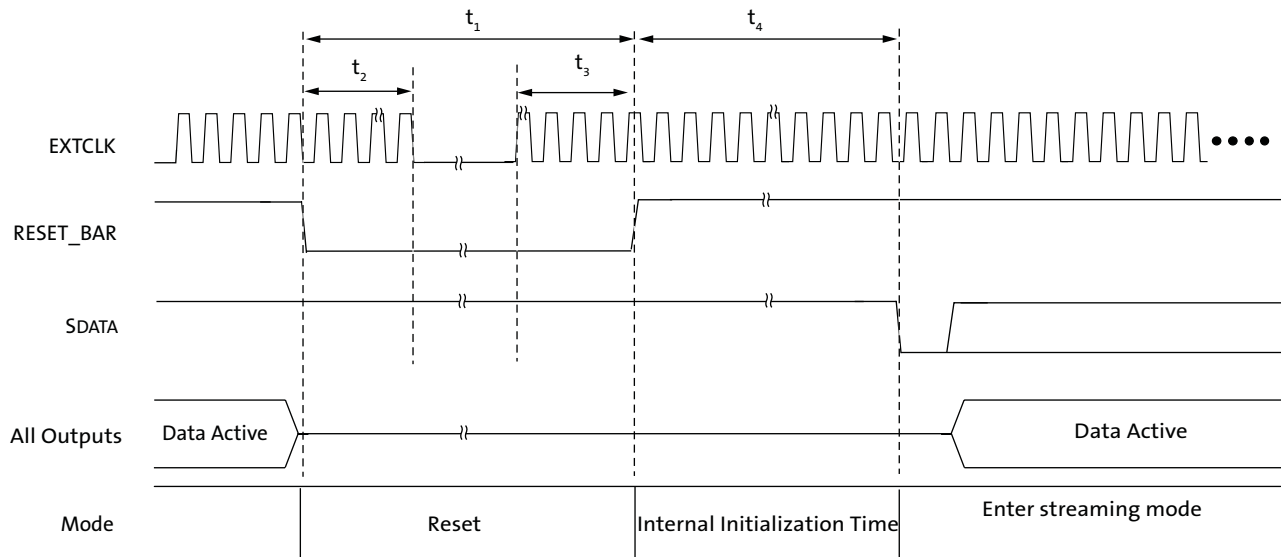 t₁
t₄
t₂
t₃
EXTCLK
RESET_BAR
SDATA
All Outputs
Data Active
Data Active
Mode
Reset
Internal Initialization Time
Enter streaming mode